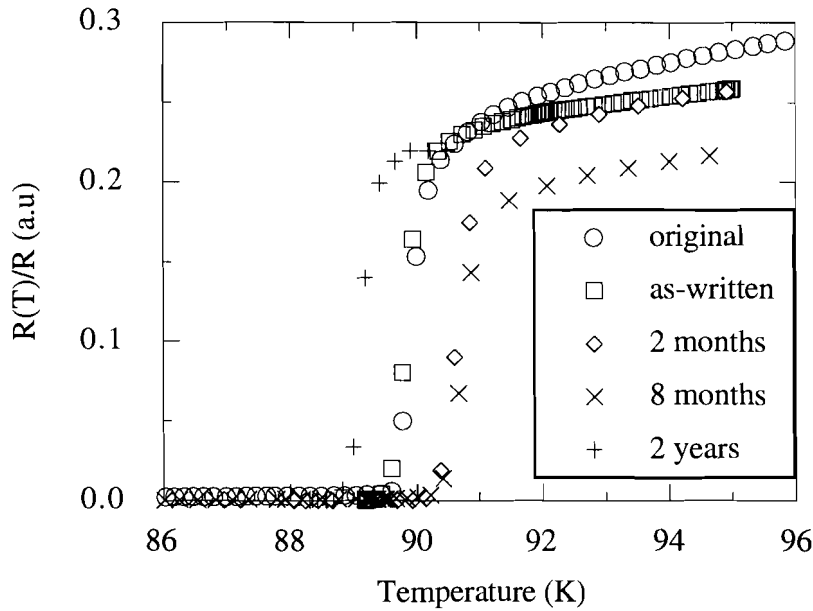 0.3
0.2
0.1
0.0
R(T)/R (a.u)
original
as-written
2 months
8 months
2 years
86 88 90 92 94 96
Temperature (K)